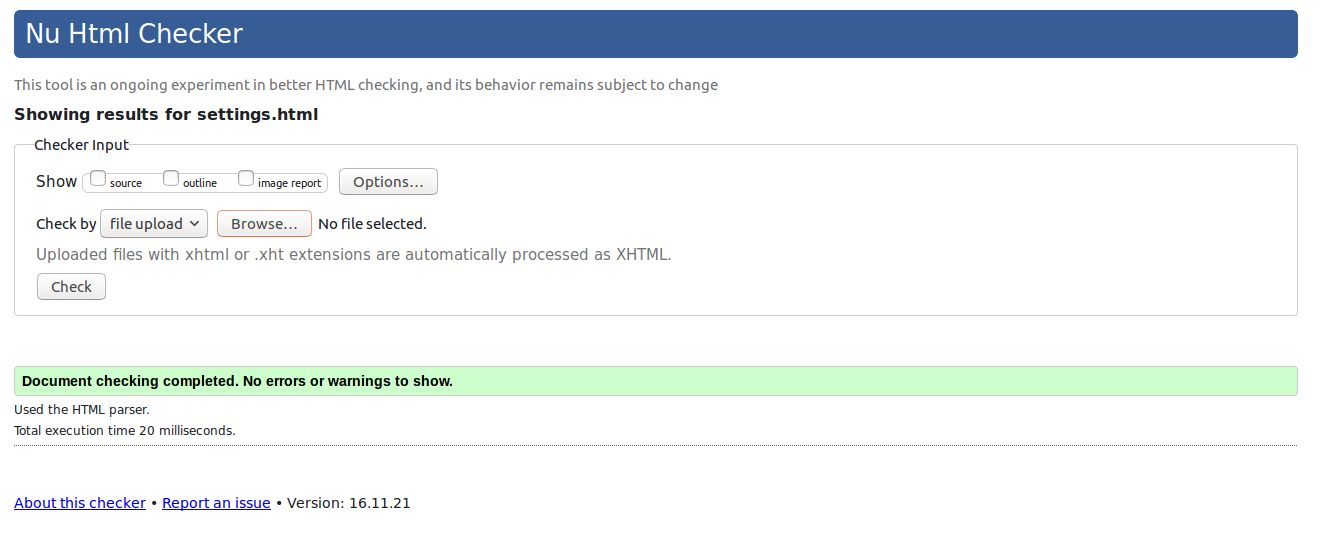 Nu Html Checker
This tool is an ongoing experiment in better HTML checking, and its behavior remains subject to change
Showing results for settings.html
Checker Input
Show source outline image report Options...
Check by file upload Browse... No file selected.
Uploaded files with xhtml or .xht extensions are automatically processed as XHTML.
Check
Document checking completed. No errors or warnings to show.
Used the HTML parser.
Total execution time 20 milliseconds.
About this checker • Report an issue • Version: 16.11.21